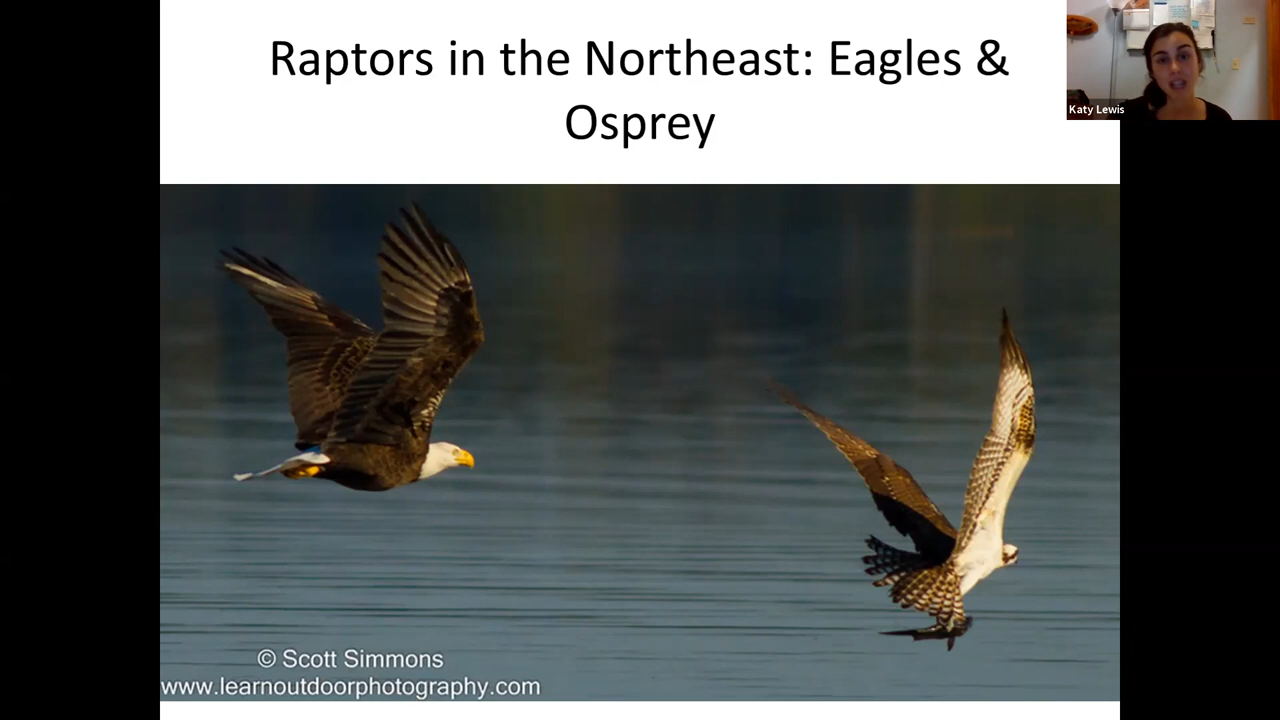 Raptors in the Northeast: Eagles &
Osprey
Katy Lewis
© Scott Simmons
www.learnoutdoorphotography.com